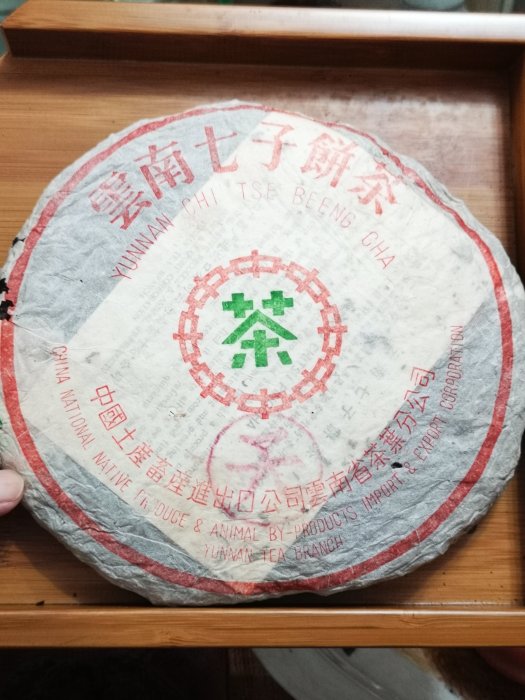 雲南七子餅茶
YUNNAN CHI TSE BEENG CHA
茶
中國土産畜産進出口公司雲南省茶葉分公司
CHINA NATIONAL NATIVE PRODUCE & ANIMAL BY-PRODUCTS IMPORT & EXPORT CORPORATION
YUNNAN TEA BRANCH